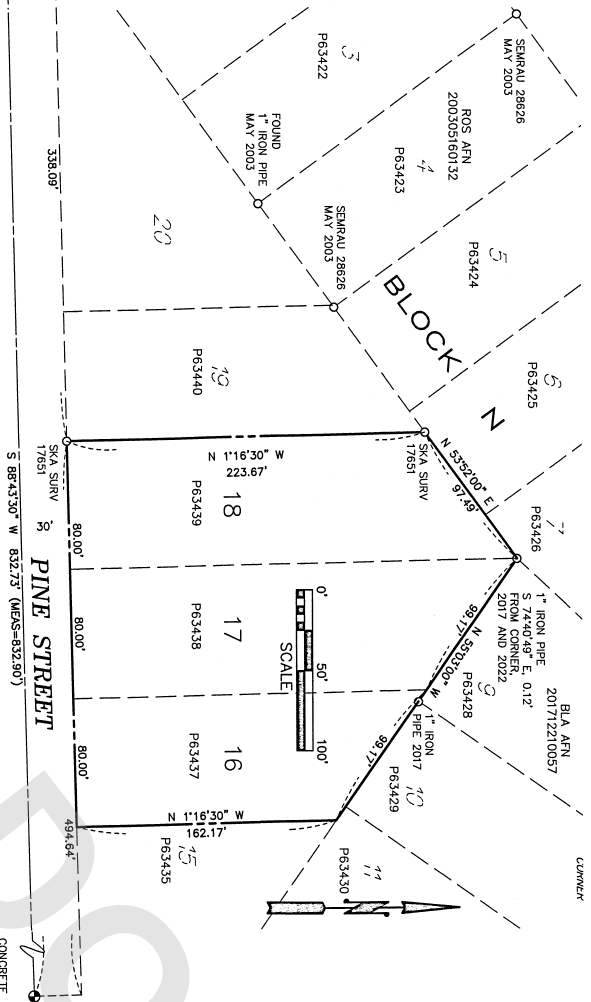 SEMRAU 28626
MAY 2003
3
P63422
ROS AFN
200305160132
4
P63423
FOUND
1" IRON PIPE
MAY 2003
SEMRAU 28626
MAY 2003
5
P63424
BLOCK N
6
P63425
7
P63426
338.09'
20
19
P63440
SKA SURV
17651
N 53°52'00" E
97.49'
N 1°16'30" W
223.67'
18
P63439
SKA SURV
17651
30'
80.00'
1" IRON PIPE
S 74°40'49" E, 0.12'
FROM CORNER,
2017 AND 2022
BLA AFN
201712210057
9
P63428
N 55°03'00" W
99.17'
99.17'
1" IRON
PIPE 2017
10
P63429
17
P63438
80.00'
0' 50' 100'
SCALE
16
P63437
80.00'
N 1°16'30" W
162.17'
15
P63435
11
P63430
494.64'
PINE STREET
S 88°43'30" W 832.73' (MEAS=832.90')
CORNER
CONCRETE